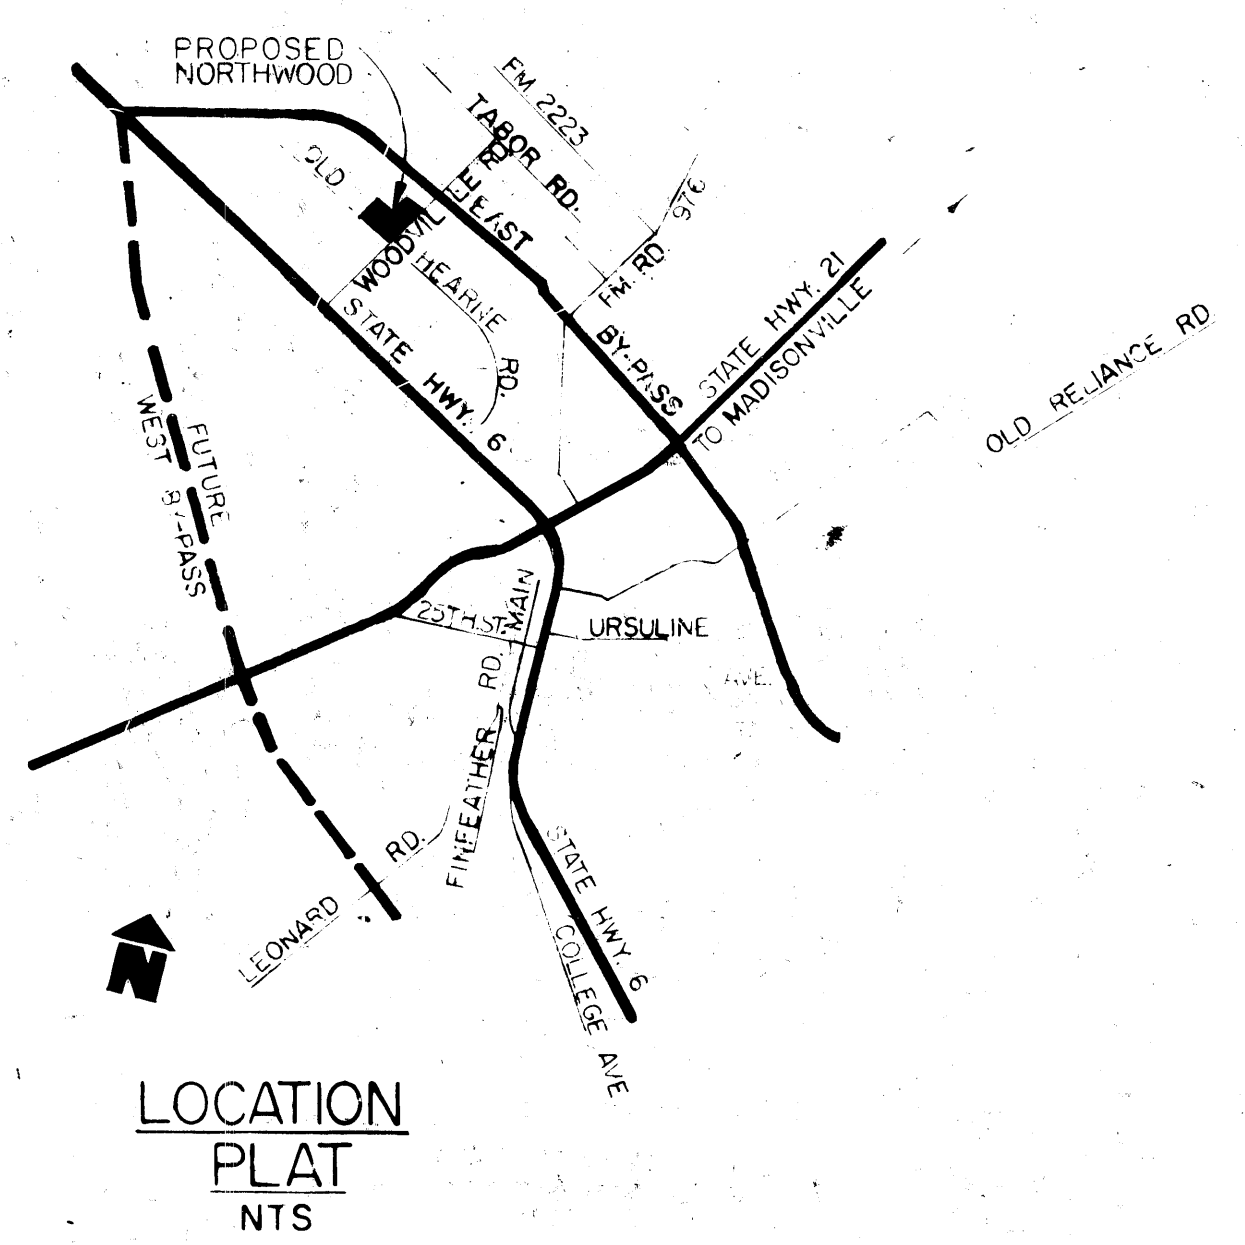 PROPOSED
NORTHWOOD
FM 2223
TABOR RD.
OLD
WOODVILLE RD.
EAST
HEARNE
RD.
FM. RD. 976
STATE HWY. 21
TO MADISONVILLE
BY-PASS
STATE HWY. 6
OLD RELIANCE RD
FUTURE
WEST BY-PASS
25TH.ST.
MAIN
URSULINE
AVE.
FINFEATHER RD.
LEONARD RD.
STATE HWY. 6
COLLEGE AVE
N
LOCATION
PLAT
NTS